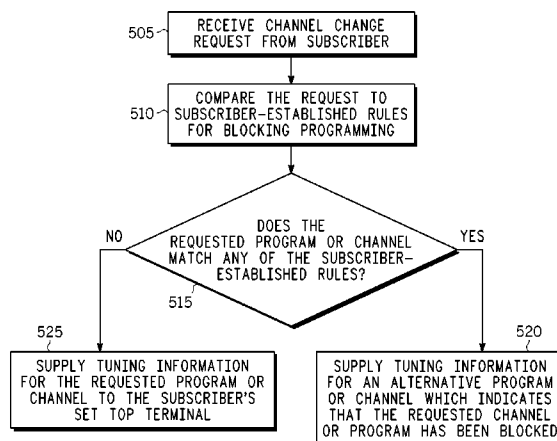 505
RECEIVE CHANNEL CHANGE
REQUEST FROM SUBSCRIBER
510
COMPARE THE REQUEST TO
SUBSCRIBER-ESTABLISHED RULES
FOR BLOCKING PROGRAMMING
DOES THE
REQUESTED PROGRAM OR CHANNEL
MATCH ANY OF THE SUBSCRIBER-
ESTABLISHED RULES?
NO
YES
515
525
SUPPLY TUNING INFORMATION
FOR THE REQUESTED PROGRAM OR
CHANNEL TO THE SUBSCRIBER'S
SET TOP TERMINAL
520
SUPPLY TUNING INFORMATION
FOR AN ALTERNATIVE PROGRAM
OR CHANNEL WHICH INDICATES
THAT THE REQUESTED CHANNEL
OR PROGRAM HAS BEEN BLOCKED